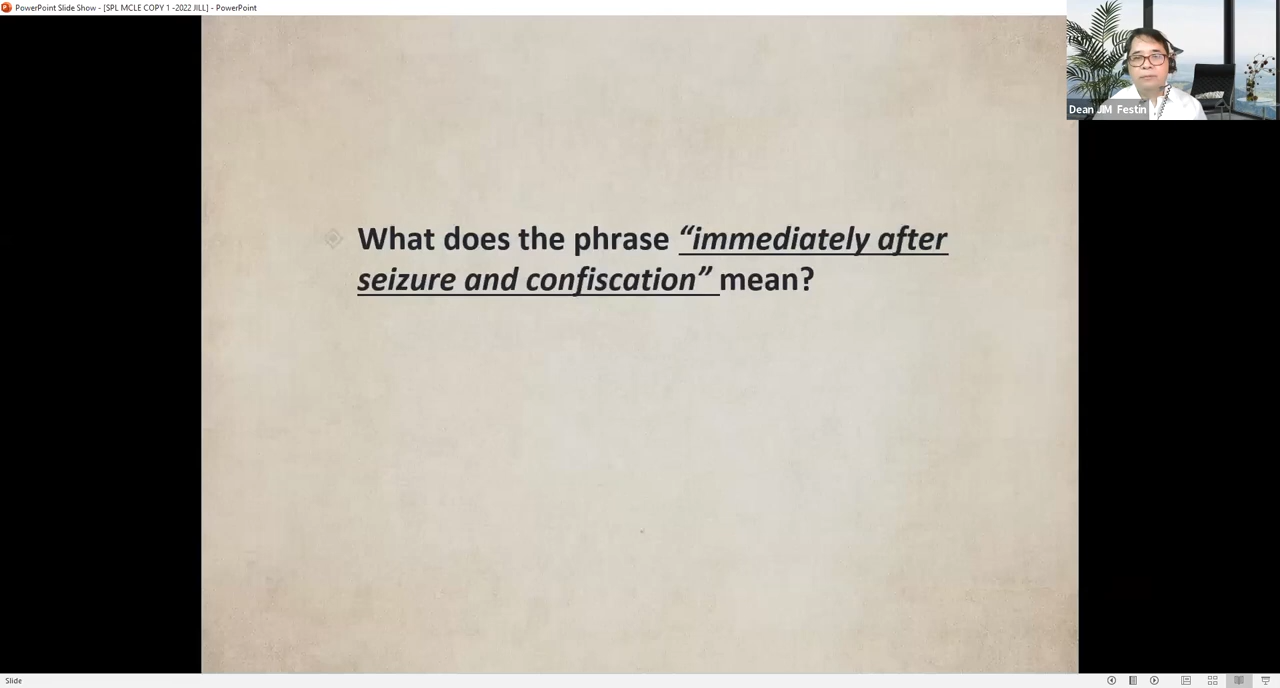 PowerPoint Slide Show - [SPL MCLE COPY 1 -2022 JILL] - PowerPoint
Dean JIM Festin
What does the phrase “immediately after
seizure and confiscation” mean?
Slide